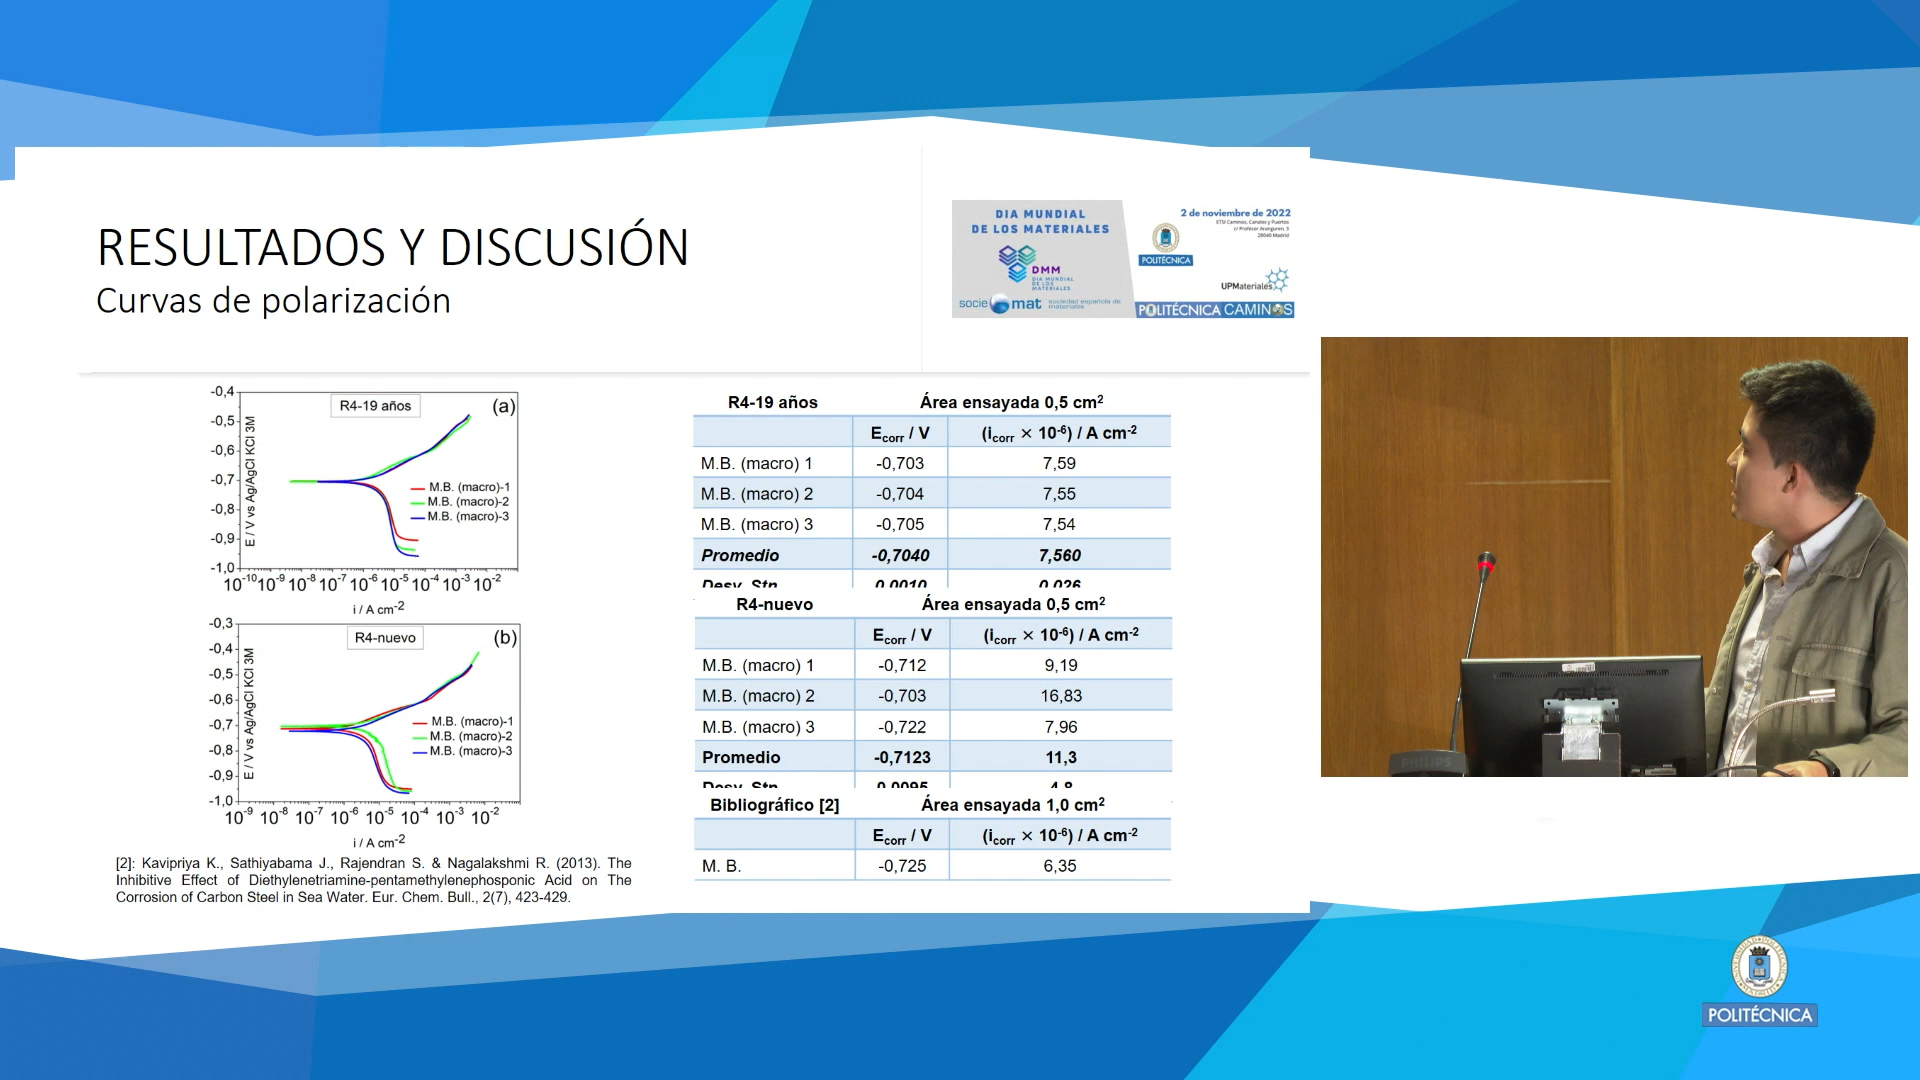 RESULTADOS Y DISCUSIÓN
Curvas de polarización
DIA MUNDIAL
DE LOS MATERIALES
DMM
DIA MUNDIAL
DE LOS
MATERIALES
socie mat sociedad española de
materiales
2 de noviembre de 2022
ETSI Caminos, Canales y Puertos
c/ Profesor Aranguren, 3
28040 Madrid
POLITÉCNICA
UPMateriales
POLITÉCNICA CAMINOS
-0,4
-0,5
-0,6
-0,7
-0,8
-0,9
-1,0
E / V vs Ag/AgCl KCl 3M
R4-19 años
(a)
M.B. (macro)-1
M.B. (macro)-2
M.B. (macro)-3
10⁻¹⁰ 10⁻⁹ 10⁻⁸ 10⁻⁷ 10⁻⁶ 10⁻⁵ 10⁻⁴ 10⁻³ 10⁻²
i / A cm⁻²
-0,3
-0,4
-0,5
-0,6
-0,7
-0,8
-0,9
-1,0
E / V vs Ag/AgCl KCl 3M
R4-nuevo
(b)
M.B. (macro)-1
M.B. (macro)-2
M.B. (macro)-3
10⁻⁹ 10⁻⁸ 10⁻⁷ 10⁻⁶ 10⁻⁵ 10⁻⁴ 10⁻³ 10⁻²
i / A cm⁻²
[2]: Kavipriya K., Sathiyabama J., Rajendran S. & Nagalakshmi R. (2013). The
Inhibitive Effect of Diethylenetriamine-pentamethylenephosponic Acid on The
Corrosion of Carbon Steel in Sea Water. Eur. Chem. Bull., 2(7), 423-429.
R4-19 años Área ensayada 0,5 cm²
Ecorr / V (icorr × 10⁻⁶) / A cm⁻²
M.B. (macro) 1 -0,703 7,59
M.B. (macro) 2 -0,704 7,55
M.B. (macro) 3 -0,705 7,54
Promedio -0,7040 7,560
Desv. Stn 0,0010 0,026
R4-nuevo Área ensayada 0,5 cm²
Ecorr / V (icorr × 10⁻⁶) / A cm⁻²
M.B. (macro) 1 -0,712 9,19
M.B. (macro) 2 -0,703 16,83
M.B. (macro) 3 -0,722 7,96
Promedio -0,7123 11,3
Desv. Stn 0,0095 4,8
Bibliográfico [2] Área ensayada 1,0 cm²
Ecorr / V (icorr × 10⁻⁶) / A cm⁻²
M. B. -0,725 6,35
ASUS
PHILIPS
POLITÉCNICA